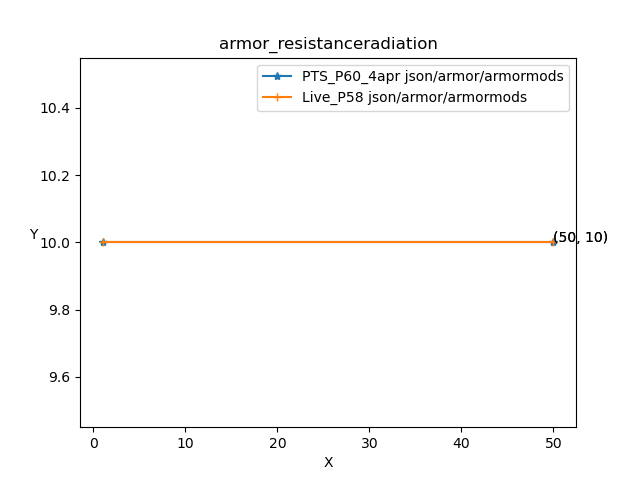 armor_resistanceradiation
PTS_P60_4apr json/armor/armormods
Live_P58 json/armor/armormods
10.4
10.2
Y
10.0
(50, 10)
9.8
9.6
0
10
20
30
40
50
X